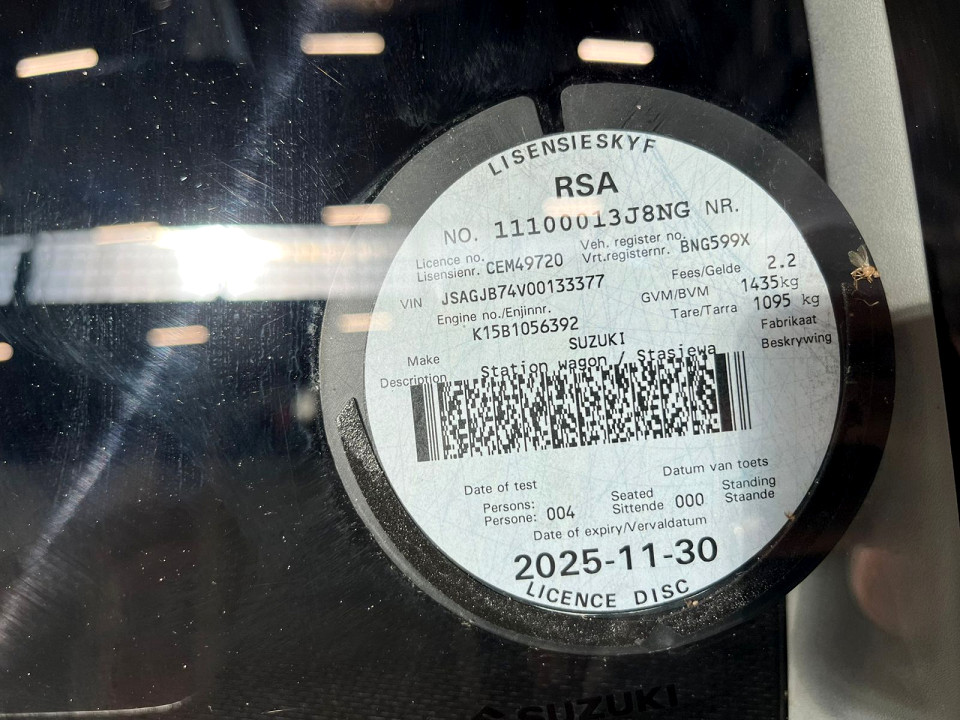 LISENSIESKYF
RSA
NO. 11100013J8NG NR.
Licence no. Lisensienr. CEM49720 Veh. register no. Vrt.registernr. BNG599X
VIN JSAGJB74V00133377 Fees/Gelde 2.2
Engine no./Enjinnr. K15B1056392 GVM/BVM 1435kg
Tare/Tarra 1095 kg
Make SUZUKI Fabrikaat
Description Station wagon / Stasiewa Beskrywing
Date of test Datum van toets
Persons: Persone: 004 Seated Sittende 000 Standing Staande
Date of expiry/Vervaldatum
2025-11-30
LICENCE DISC
SUZUKI